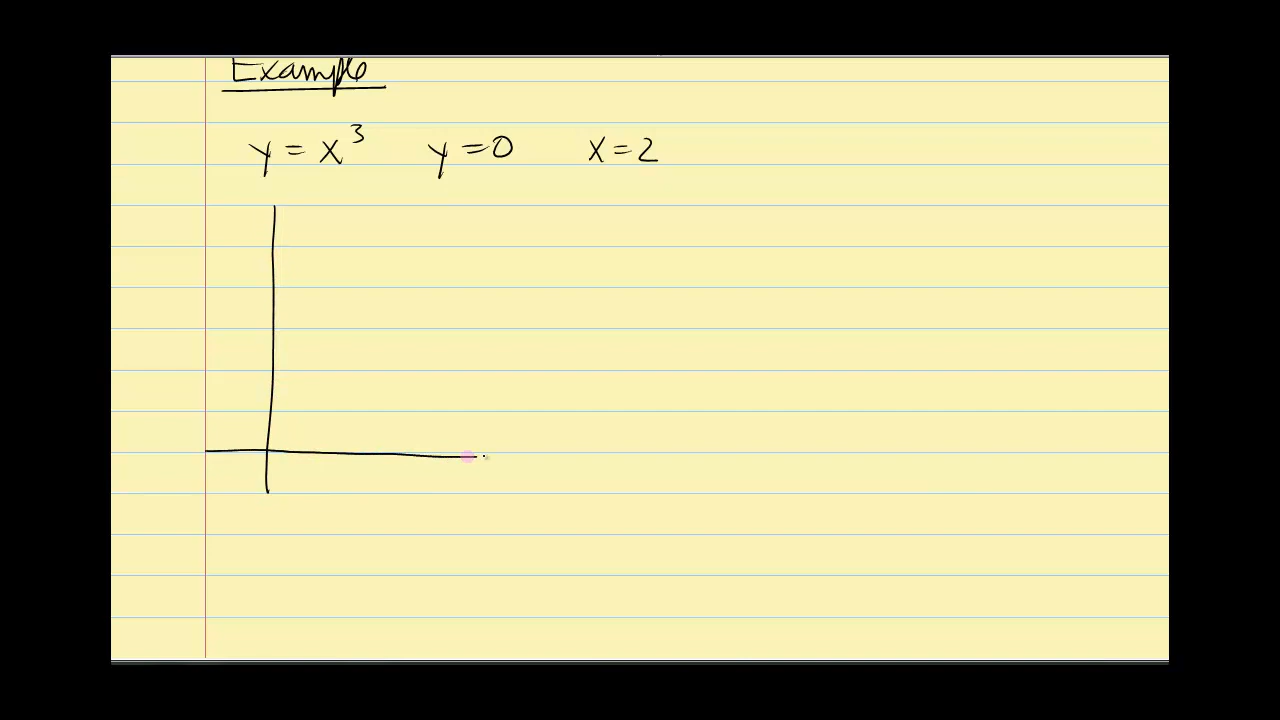 Example
y = x³ y = 0 x = 2